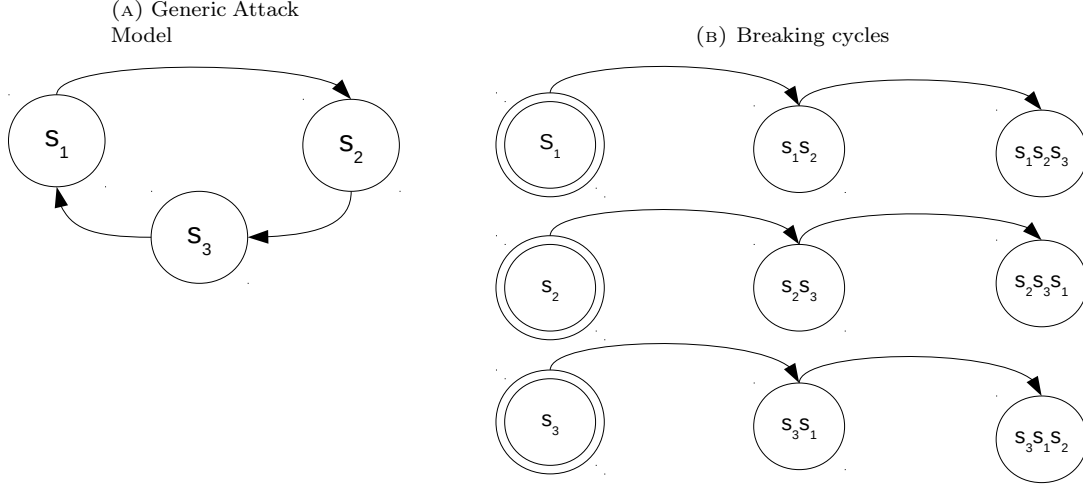 (A) Generic Attack
Model
(B) Breaking cycles
s₁
s₂
s₃
s₁
s₁s₂
s₁s₂s₃
s₂
s₂s₃
s₂s₃s₁
s₃
s₃s₁
s₃s₁s₂